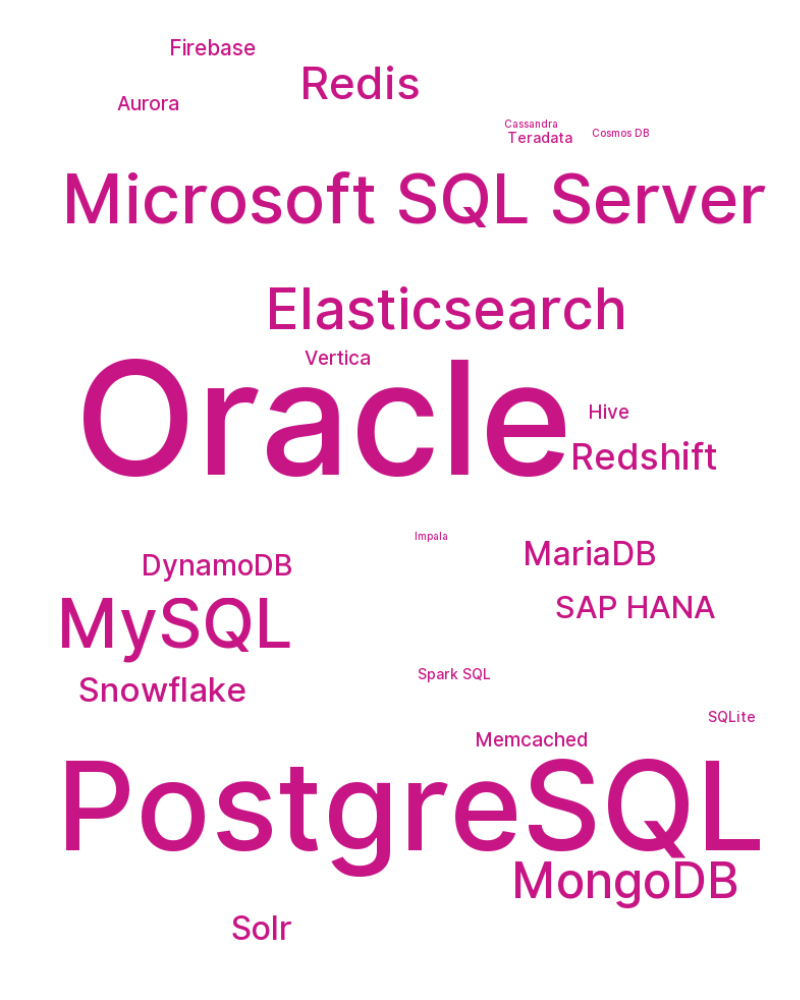 Firebase
Redis
Aurora
Cassandra
Cosmos DB
Teradata
Microsoft SQL Server
Elasticsearch
Vertica
Oracle
Hive
Redshift
Impala
MariaDB
DynamoDB
SAP HANA
MySQL
Spark SQL
Snowflake
SQLite
Memcached
PostgreSQL
MongoDB
Solr